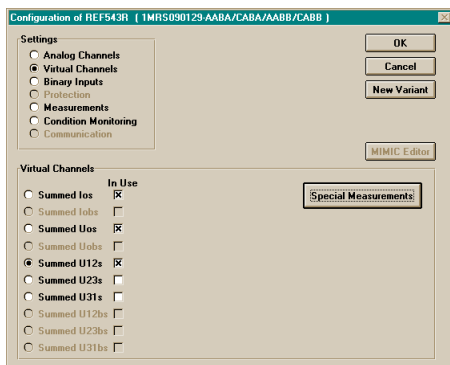 Configuration of REF543R ( 1MRS090129-AABA/CABA/AABB/CABB )
Settings
Analog Channels
Virtual Channels
Binary Inputs
Protection
Measurements
Condition Monitoring
Communication
OK
Cancel
New Variant
MIMIC Editor
Virtual Channels
In Use
Summed Ios
Summed Iobs
Summed Uos
Summed Uobs
Summed U12s
Summed U23s
Summed U31s
Summed U12bs
Summed U23bs
Summed U31bs
Special Measurements